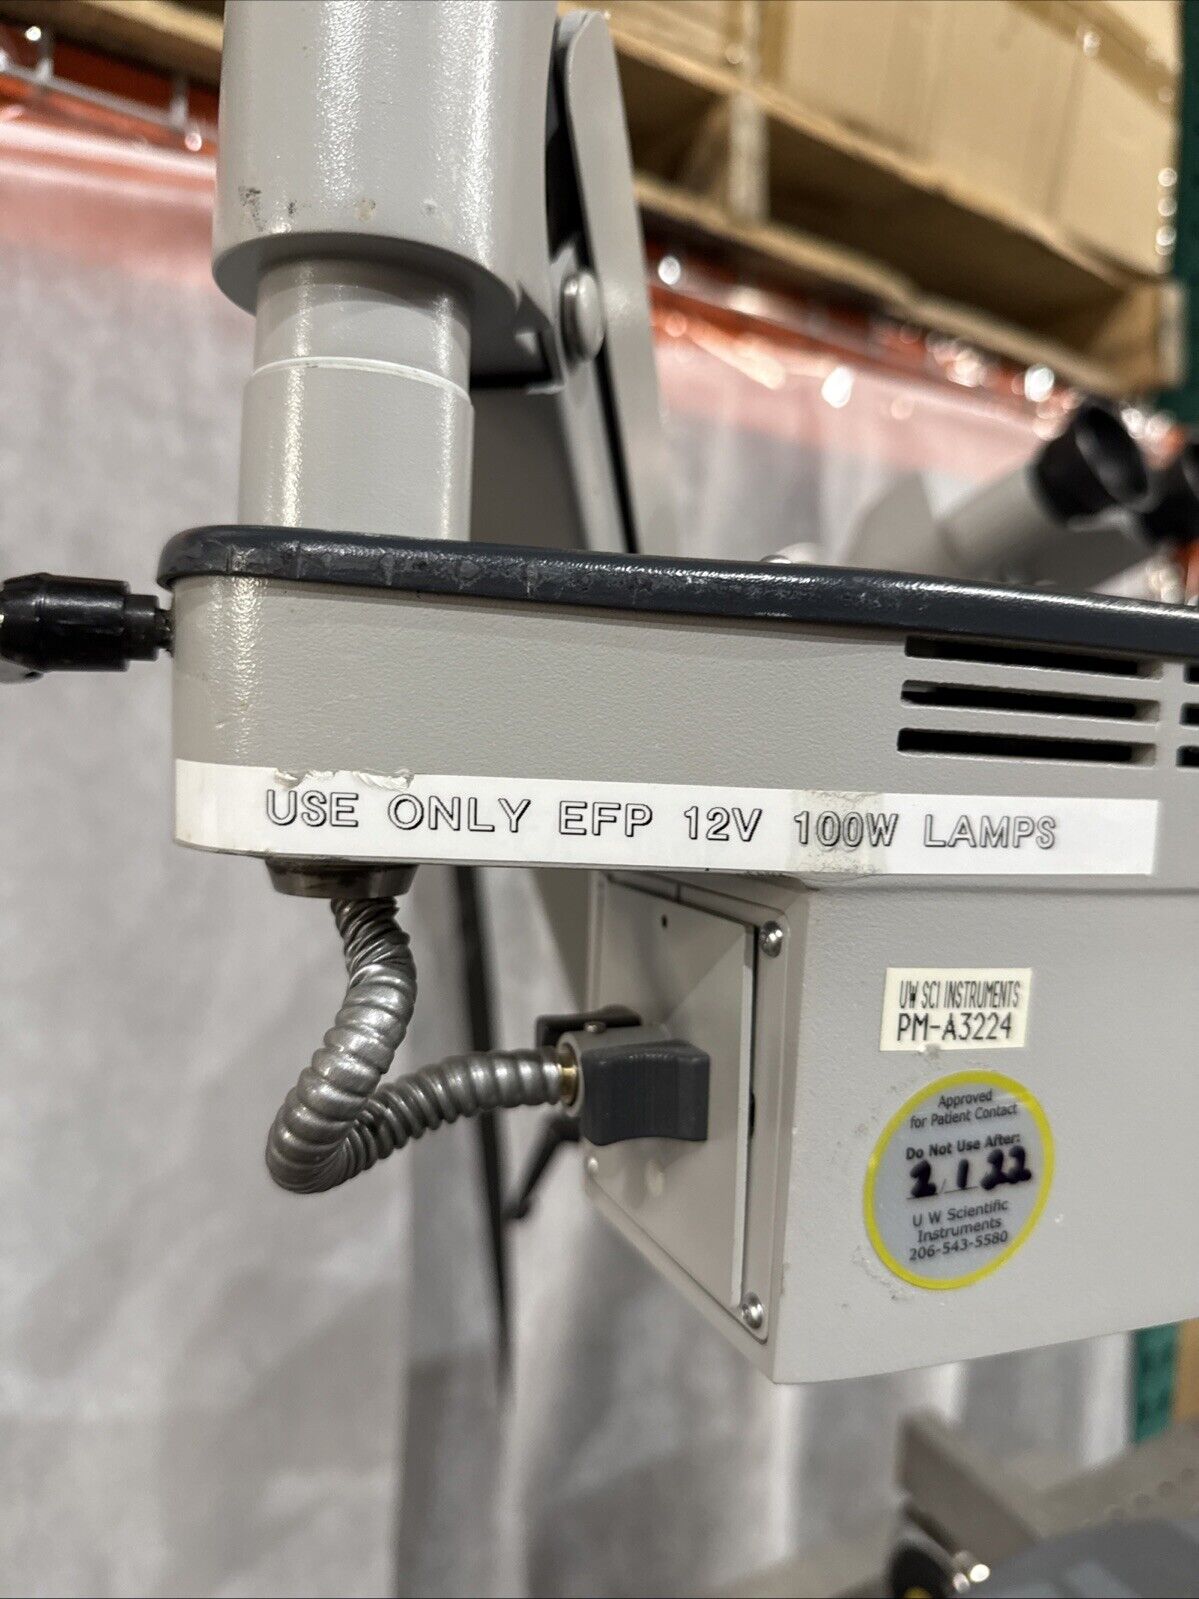 USE ONLY EFP 12V 100W LAMPS
UW SCI INSTRUMENTS
PM-A3224
Approved
for Patient Contact
Do Not Use After:
2/1/22
U W Scientific
Instruments
206-543-5580